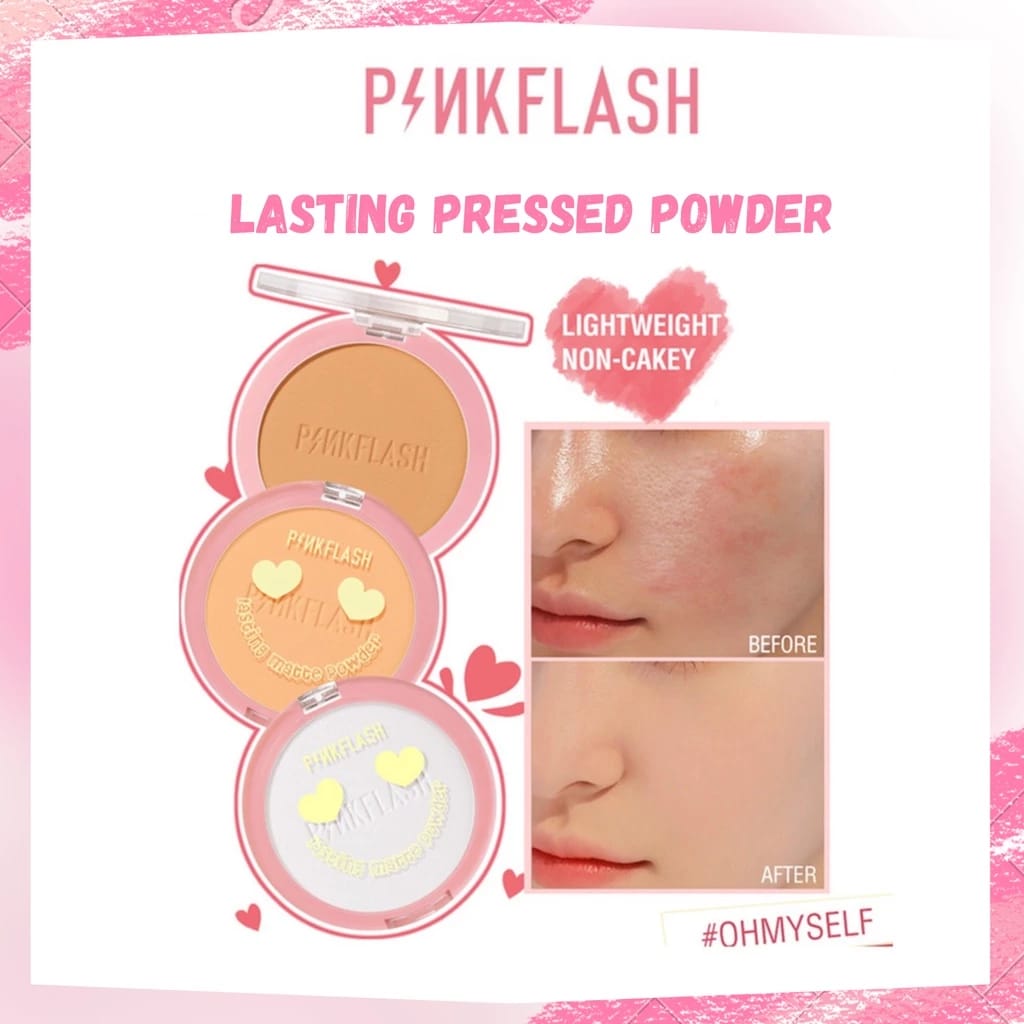 PINKFLASH
LASTING PRESSED POWDER
LIGHTWEIGHT
NON-CAKEY
PINKFLASH
PINKFLASH
PINKFLASH
lasting matte powder
PINKFLASH
PINKFLASH
lasting matte powder
BEFORE
AFTER
#OHMYSELF